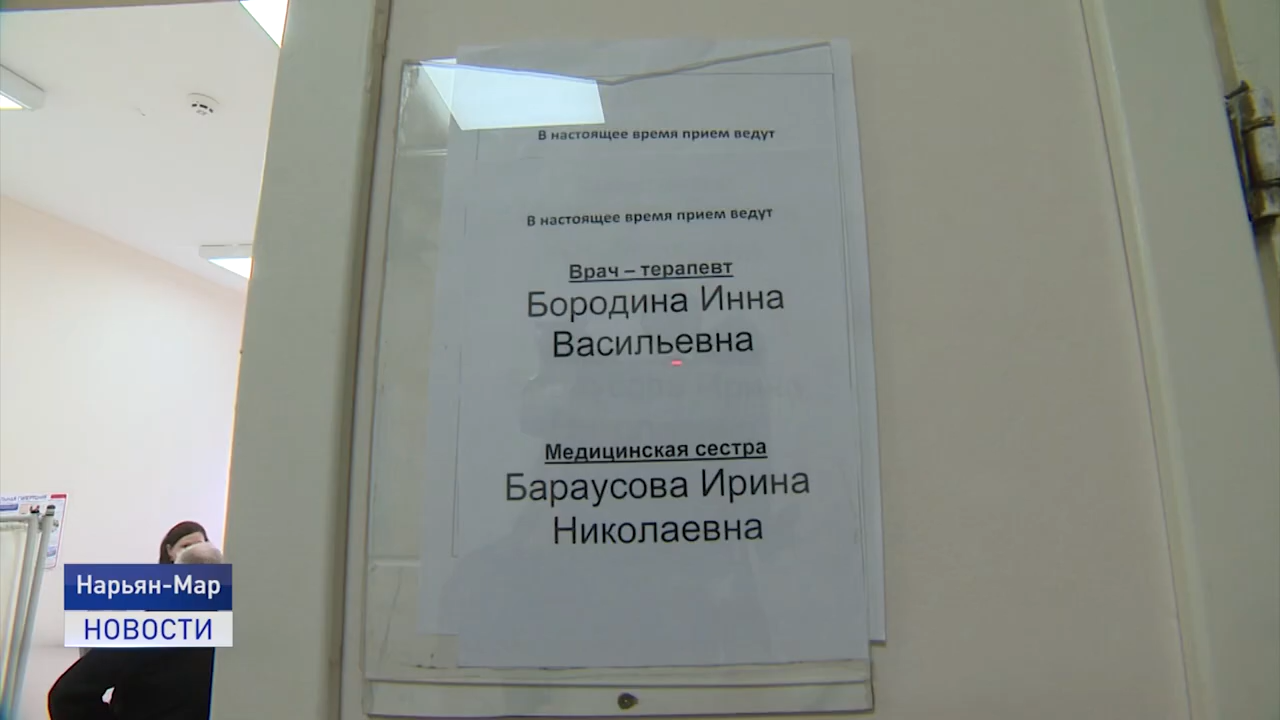 В настоящее время прием ведут
В настоящее время прием ведут
Врач – терапевт
Бородина Инна
Васильевна
Медицинская сестра
Бараусова Ирина
Николаевна
Нарьян-Мар
НОВОСТИ